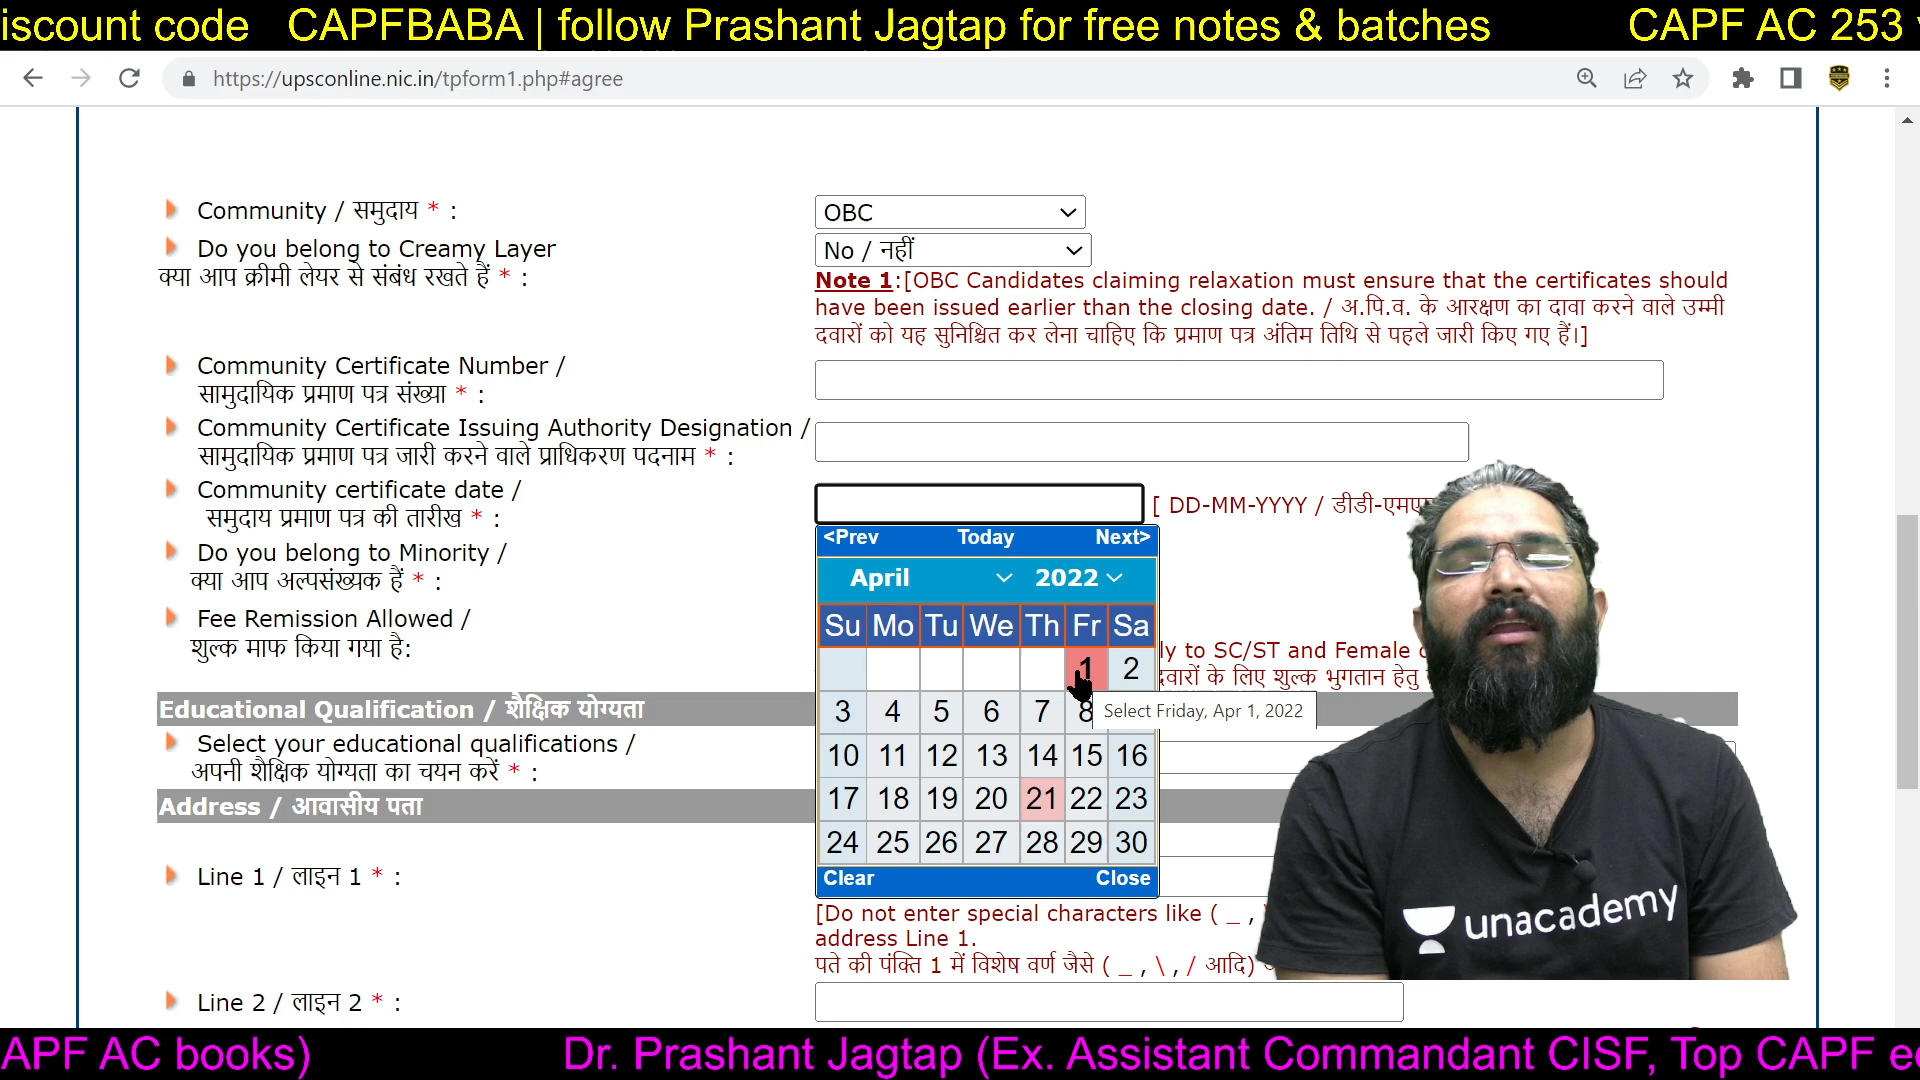 iscount code CAPFBABA | follow Prashant Jagtap for free notes & batches CAPF AC 253
https://upsconline.nic.in/tpform1.php#agree
Community / समुदाय * :
OBC
Do you belong to Creamy Layer
क्या आप क्रीमी लेयर से संबंध रखते हैं * :
No / नहीं
Note 1:[OBC Candidates claiming relaxation must ensure that the certificates should
have been issued earlier than the closing date. / अ.पि.व. के आरक्षण का दावा करने वाले उम्मी
दवारों को यह सुनिश्चित कर लेना चाहिए कि प्रमाण पत्र अंतिम तिथि से पहले जारी किए गए हैं।]
Community Certificate Number /
सामुदायिक प्रमाण पत्र संख्या * :
Community Certificate Issuing Authority Designation /
सामुदायिक प्रमाण पत्र जारी करने वाले प्राधिकरण पदनाम * :
Community certificate date /
समुदाय प्रमाण पत्र की तारीख * :
[ DD-MM-YYYY / डीडी-एमए
Do you belong to Minority /
क्या आप अल्पसंख्यक हैं * :
Fee Remission Allowed /
शुल्क माफ किया गया है:
<Prev Today Next>
April 2022
Su Mo Tu We Th Fr Sa
1 2
3 4 5 6 7 8
10 11 12 13 14 15 16
17 18 19 20 21 22 23
24 25 26 27 28 29 30
Clear Close
Select Friday, Apr 1, 2022
ly to SC/ST and Female
दवारों के लिए शुल्क भुगतान हेतु
Educational Qualification / शैक्षिक योग्यता
Select your educational qualifications /
अपनी शैक्षिक योग्यता का चयन करें * :
Address / आवासीय पता
Line 1 / लाइन 1 * :
[Do not enter special characters like ( _ ,
address Line 1.
पते की पंक्ति 1 में विशेष वर्ण जैसे ( _ , \ , / आदि)
Line 2 / लाइन 2 * :
unacademy
APF AC books) Dr. Prashant Jagtap (Ex. Assistant Commandant CISF, Top CAPF e